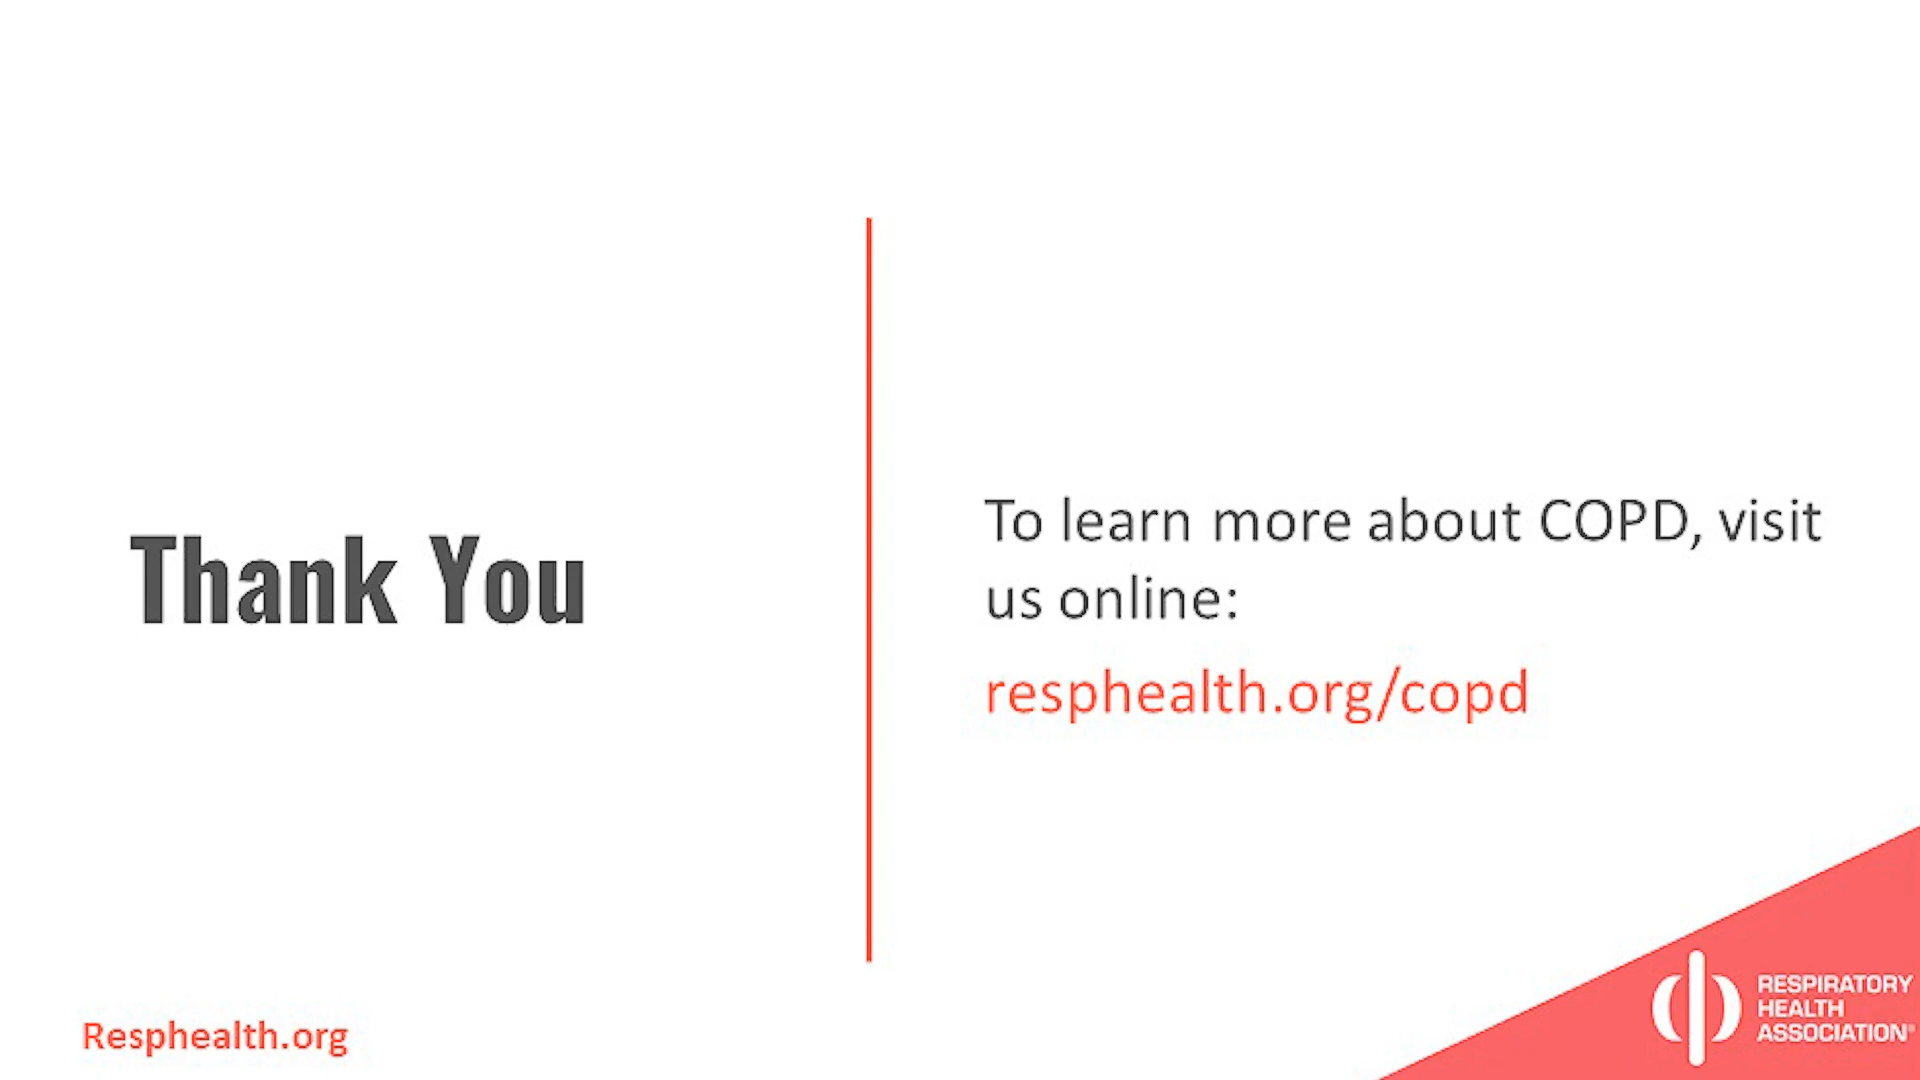 Thank You
To learn more about COPD, visit
us online:
resphealth.org/copd
Resphealth.org
RESPIRATORY
HEALTH
ASSOCIATION®